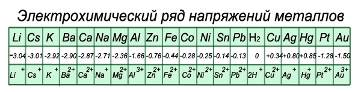 Электрохимический ряд напряжений металлов
Li Cs K Ba Ca Na Mg Al Zn Fe Co Ni Sn Pb H₂ Cu Ag Hg Pt Au
-3.04 -3.01 -2.92 -2.90 -2.87 -2.71 -2.36 -1.66 -0.76 -0.44 -0.28 -0.25 -0.14 -0.13 0 +0.34 +0.80 +0.85 +1.28 +1.50
Li⁺ Cs⁺ K⁺ Ba²⁺ Ca²⁺ Na⁺ Mg²⁺ Al³⁺ Zn²⁺ Fe²⁺ Co²⁺ Ni²⁺ Sn²⁺ Pb²⁺ 2H⁺ Cu²⁺ Ag⁺ Hg²⁺ Pt²⁺ Au³⁺